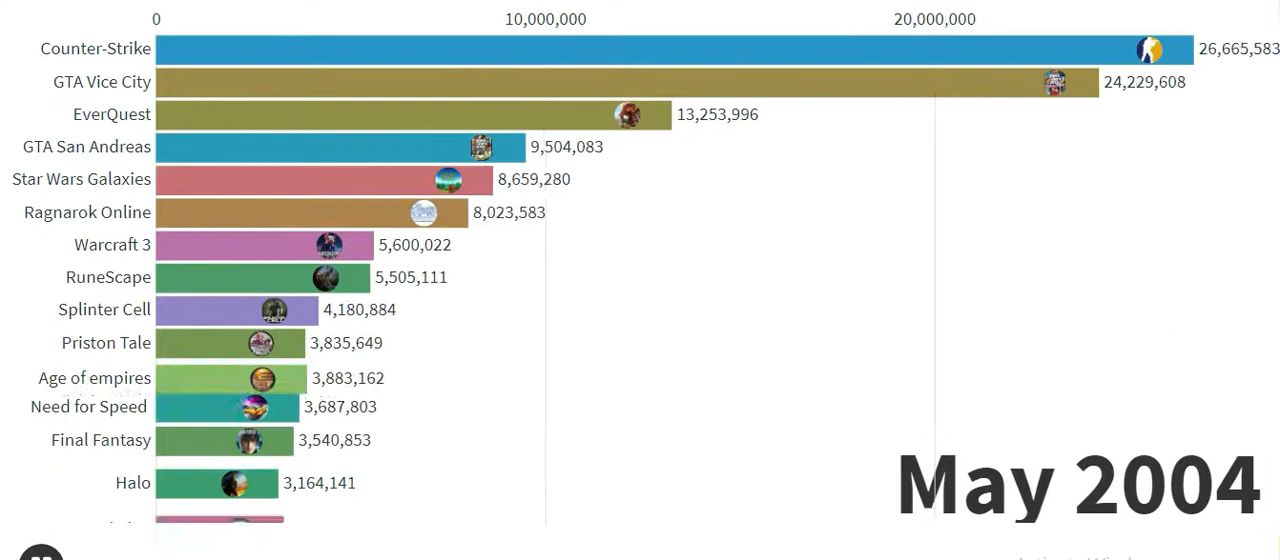 0 10,000,000 20,000,000
Counter-Strike 26,665,583
GTA Vice City 24,229,608
EverQuest 13,253,996
GTA San Andreas 9,504,083
Star Wars Galaxies 8,659,280
Ragnarok Online 8,023,583
Warcraft 3 5,600,022
RuneScape 5,505,111
Splinter Cell 4,180,884
Priston Tale 3,835,649
Age of empires 3,883,162
Need for Speed 3,687,803
Final Fantasy 3,540,853
Halo 3,164,141
May 2004